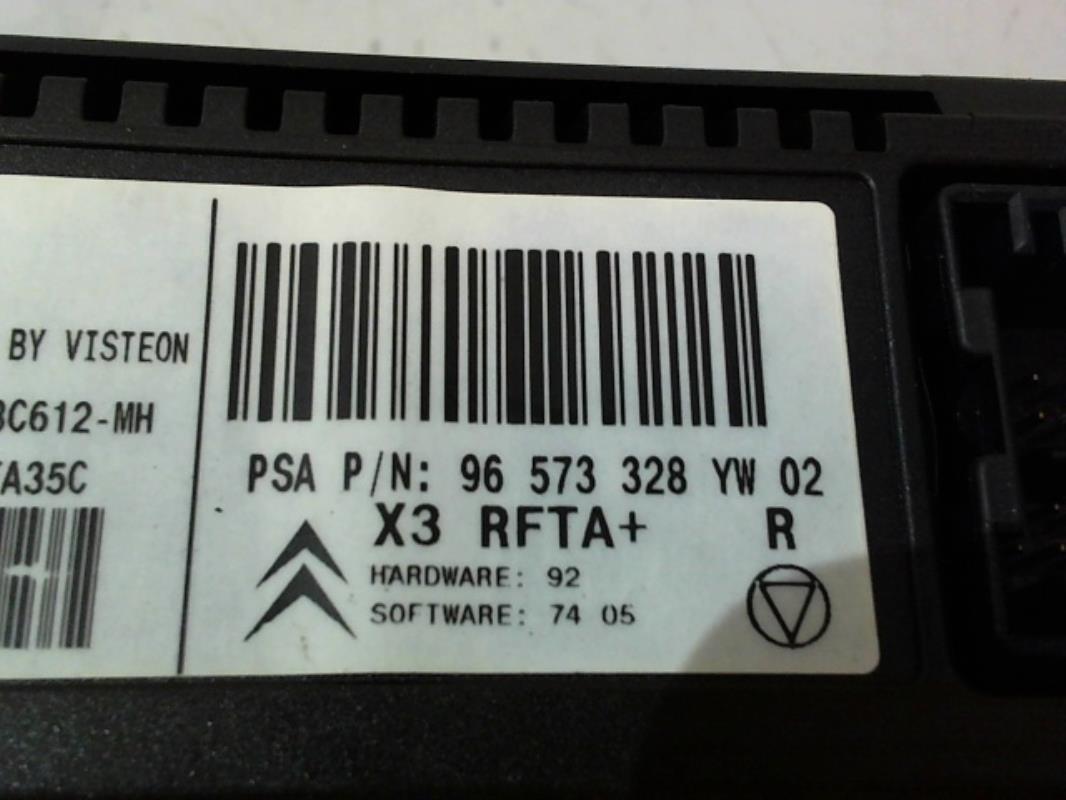 BY VISTEON
3C612-MH
A35C
PSA P/N: 96 573 328 YW 02
X3 RFTA+ R
HARDWARE: 92
SOFTWARE: 74 05